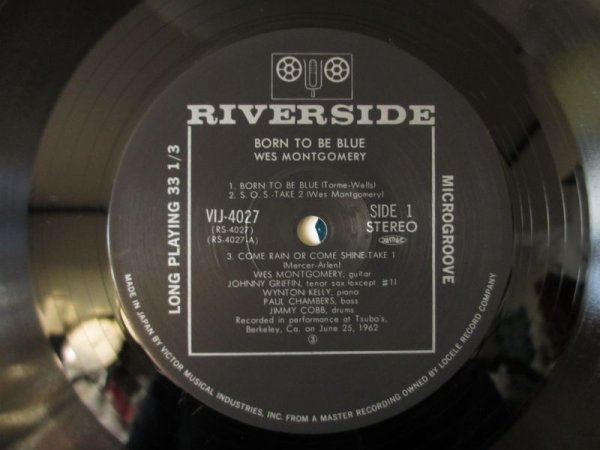 RIVERSIDE
BORN TO BE BLUE
WES MONTGOMERY
1. BORN TO BE BLUE (Torme-Wells)
2. S. O. S.-TAKE 2 (Wes Montgomery)
VIJ-4027
(RS-4027)
(RS-4027-A)
SIDE 1
STEREO
3. COME RAIN OR COME SHINE-TAKE 1
(Mercer-Arlen)
WES MONTGOMERY, guitar
JOHNNY GRIFFIN, tenor sax (except #1)
WYNTON KELLY, piano
PAUL CHAMBERS, bass
JIMMY COBB, drums
Recorded in performance at Tsubo's,
Berkeley, Ca. on June 25, 1962
3
LONG PLAYING 33 1/3
MICROGROOVE
MADE IN JAPAN BY VICTOR MUSICAL INDUSTRIES, INC. FROM A MASTER RECORDING OWNED BY LOCELE RECORD COMPANY